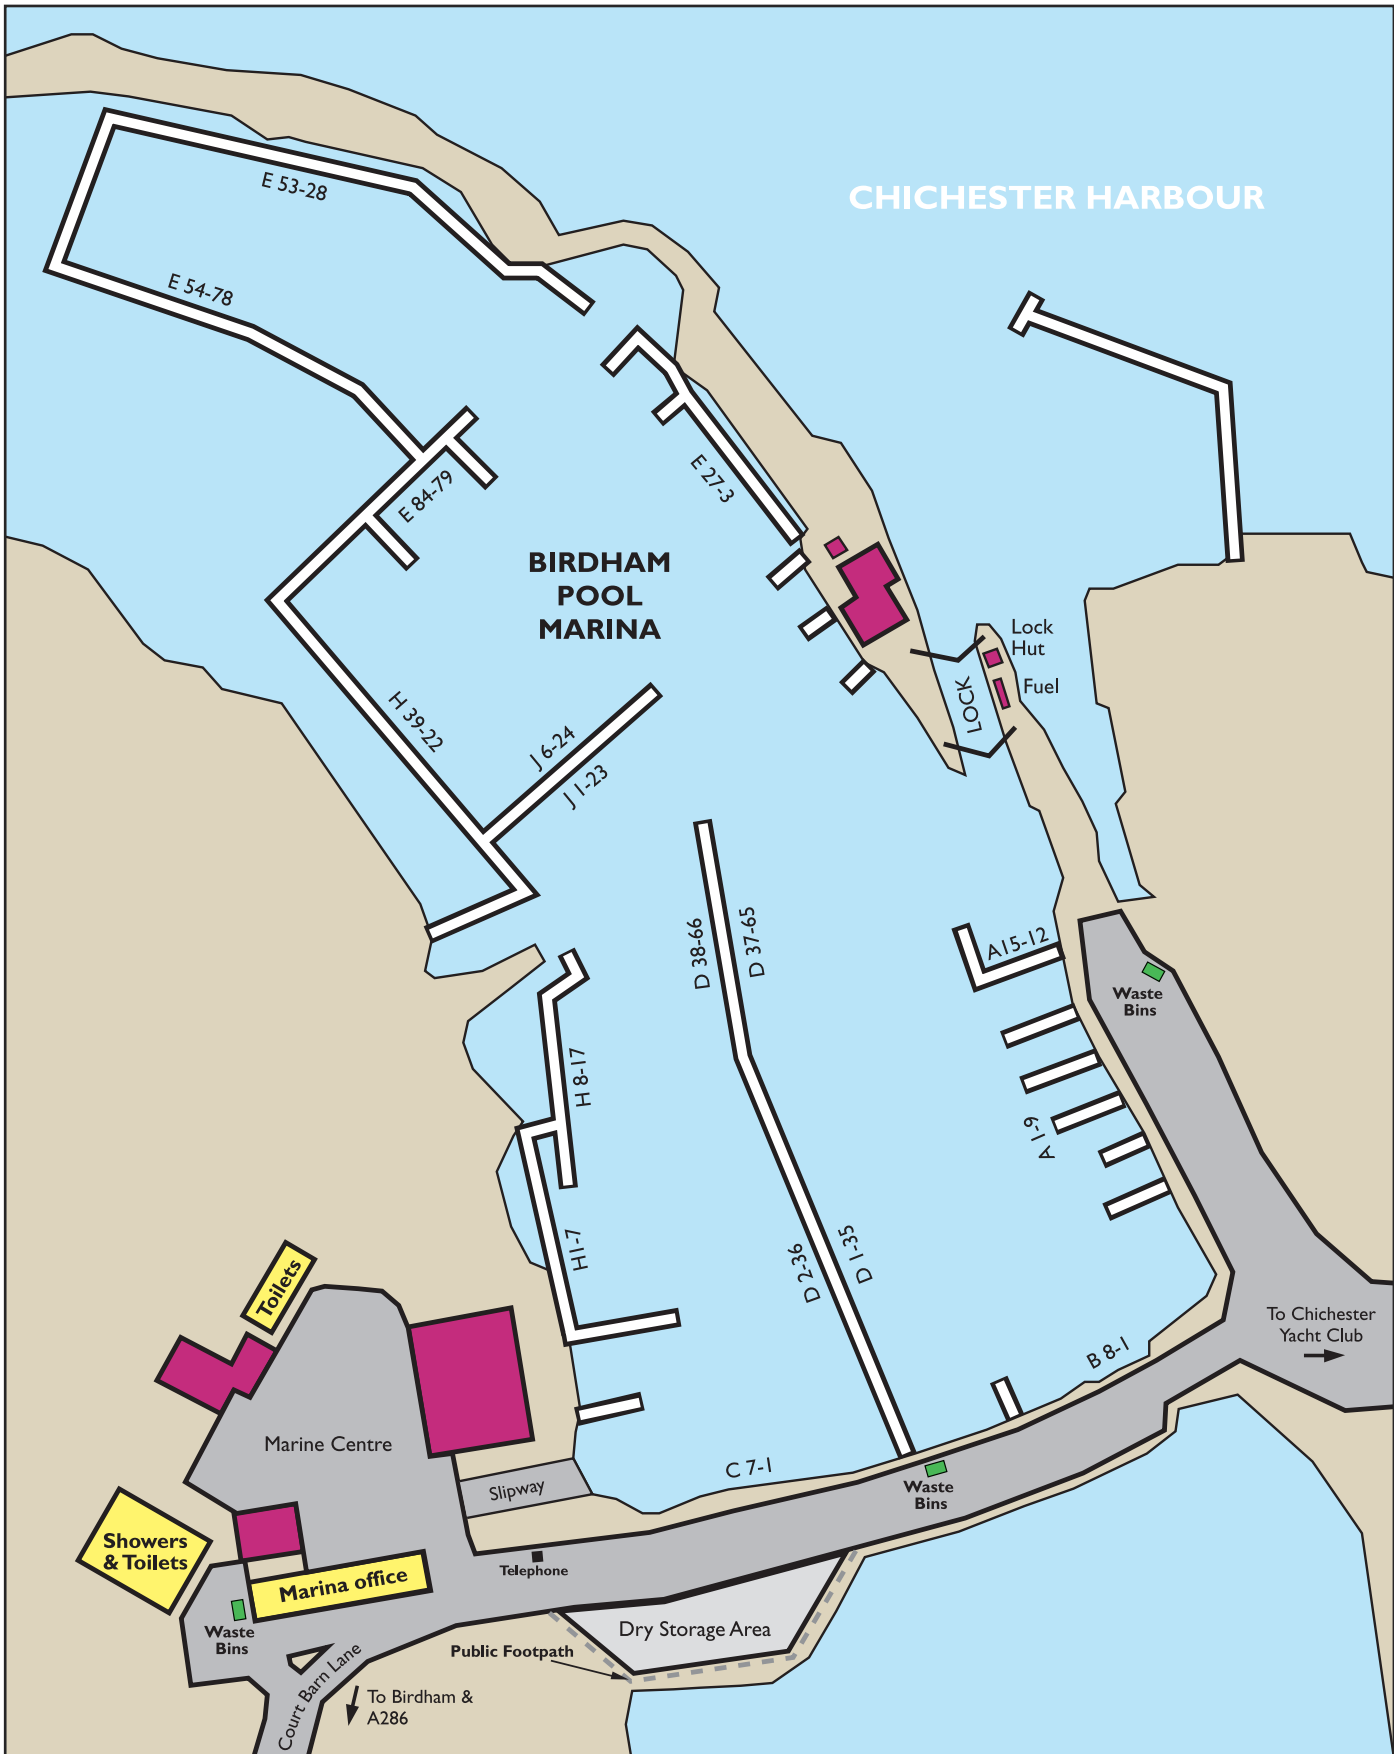 CHICHESTER HARBOUR
E 53-28
E 54-78
E 84-79
E 27-3
BIRDHAM
POOL
MARINA
Lock
Hut
Fuel
LOCK
H 39-22
J 6-24
J 1-23
D 38-66
D 37-65
A15-12
Waste
Bins
H 8-17
A 1-9
H1-7
D 2-36
D 1-35
Toilets
To Chichester
Yacht Club
B 8-1
Marine Centre
C 7-1
Slipway
Waste
Bins
Showers
& Toilets
Telephone
Marina office
Waste
Bins
Dry Storage Area
Public Footpath
Court Barn Lane
To Birdham &
A286